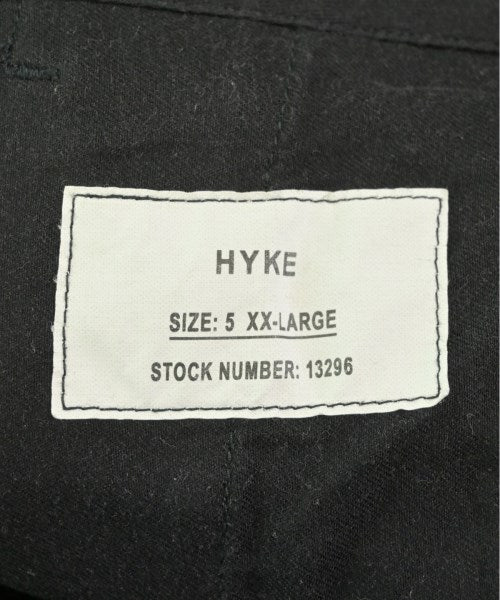 HYKE
SIZE: 5 XX-LARGE
STOCK NUMBER: 13296